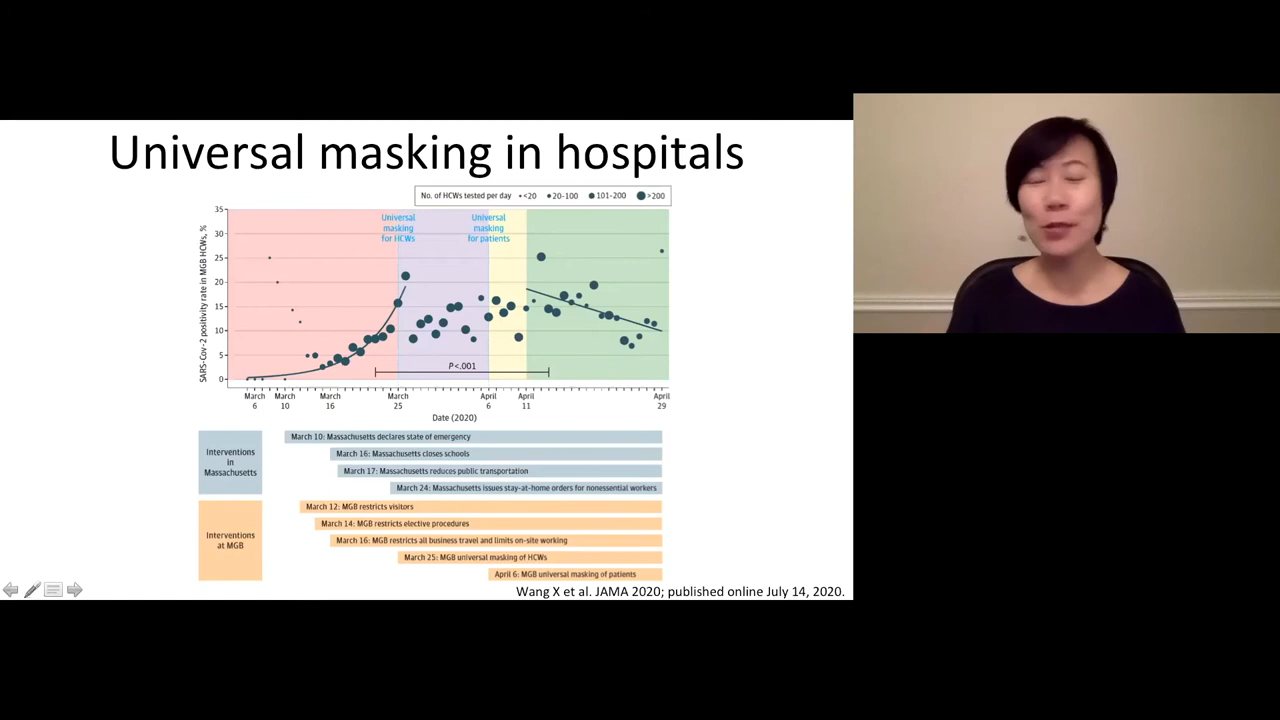 Universal masking in hospitals
No. of HCWs tested per day <20 20-100 101-200 >200
SARS-Cov-2 positivity rate in MGB HCWs, %
35
30
25
20
15
10
5
0
Universal
masking
for HCWs
Universal
masking
for patients
P<.001
March
6
March
10
March
16
March
25
April
6
April
11
April
29
Date (2020)
Interventions
in
Massachusetts
March 10: Massachusetts declares state of emergency
March 16: Massachusetts closes schools
March 17: Massachusetts reduces public transportation
March 24: Massachusetts issues stay-at-home orders for nonessential workers
Interventions
at MGB
March 12: MGB restricts visitors
March 14: MGB restricts elective procedures
March 16: MGB restricts all business travel and limits on-site working
March 25: MGB universal masking of HCWs
April 6: MGB universal masking of patients
Wang X et al. JAMA 2020; published online July 14, 2020.